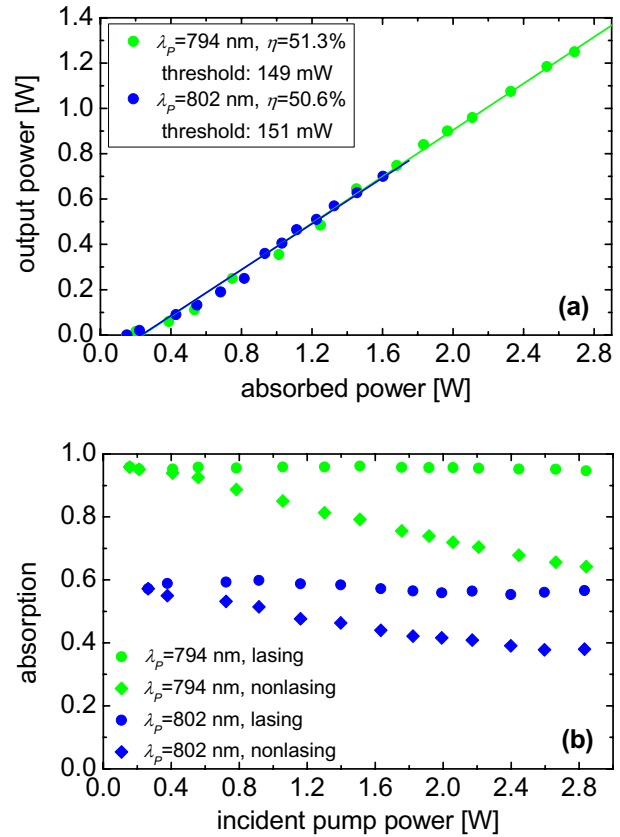 1.4
1.2
1.0
0.8
0.6
0.4
0.2
0.0
output power [W]
λP=794 nm, η=51.3%
threshold: 149 mW
λP=802 nm, η=50.6%
threshold: 151 mW
(a)
0.0 0.4 0.8 1.2 1.6 2.0 2.4 2.8
absorbed power [W]
1.0
0.8
0.6
0.4
0.2
0.0
absorption
λP=794 nm, lasing
λP=794 nm, nonlasing
λP=802 nm, lasing
λP=802 nm, nonlasing
(b)
0.0 0.4 0.8 1.2 1.6 2.0 2.4 2.8
incident pump power [W]